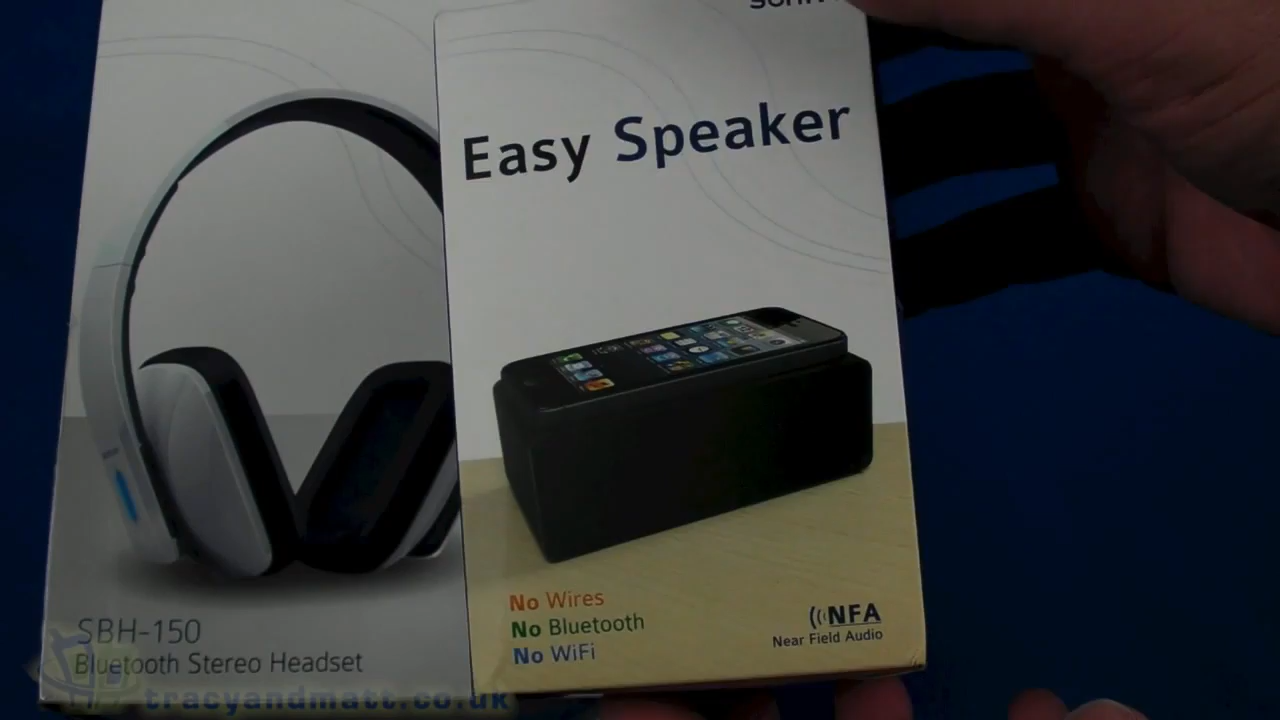 Easy Speaker
No Wires
No Bluetooth
No WiFi
NFA
Near Field Audio
SBH-150
Bluetooth Stereo Headset
tracyandmatt.co.uk